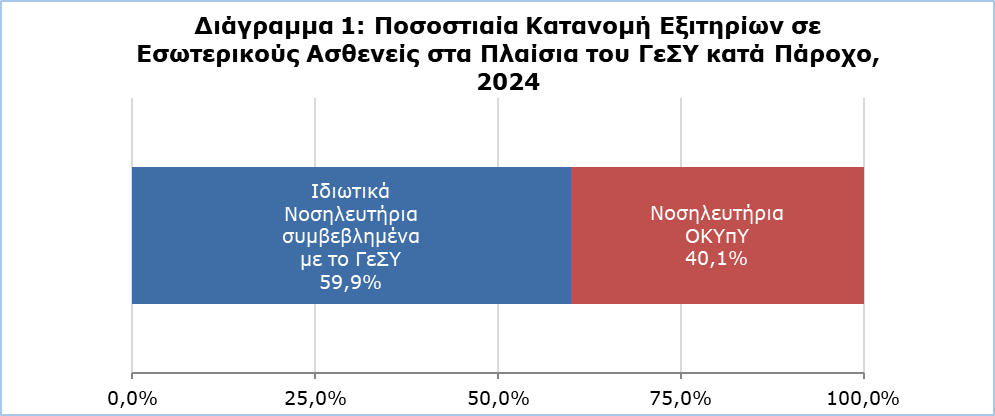 Διάγραμμα 1: Ποσοστιαία Κατανομή Εξιτηρίων σε
Εσωτερικούς Ασθενείς στα Πλαίσια του ΓεΣΥ κατά Πάροχο,
2024
Ιδιωτικά
Νοσηλευτήρια
συμβεβλημένα
με το ΓεΣΥ
59,9%
Νοσηλευτήρια
ΟΚΥπΥ
40,1%
0,0%
25,0%
50,0%
75,0%
100,0%